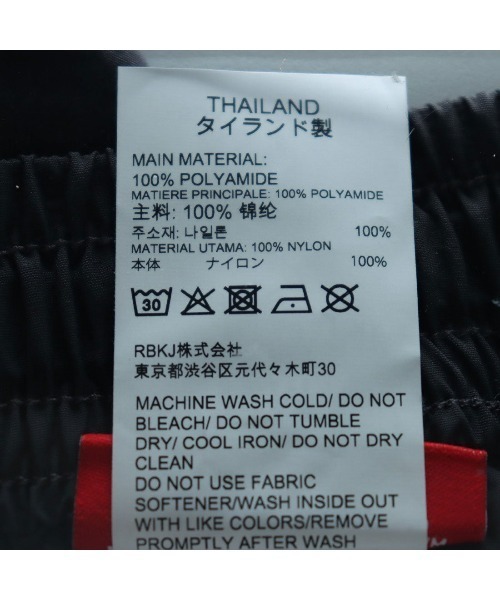 THAILAND
タイランド製
MAIN MATERIAL:
100% POLYAMIDE
MATIERE PRINCIPALE: 100% POLYAMIDE
主料: 100% 锦纶
주소재: 나일론 100%
MATERIAL UTAMA: 100% NYLON
本体 ナイロン 100%
30
RBKJ株式会社
東京都渋谷区元代々木町30
MACHINE WASH COLD/ DO NOT
BLEACH/ DO NOT TUMBLE
DRY/ COOL IRON/ DO NOT DRY
CLEAN
DO NOT USE FABRIC
SOFTENER/WASH INSIDE OUT
WITH LIKE COLORS/REMOVE
PROMPTLY AFTER WASH